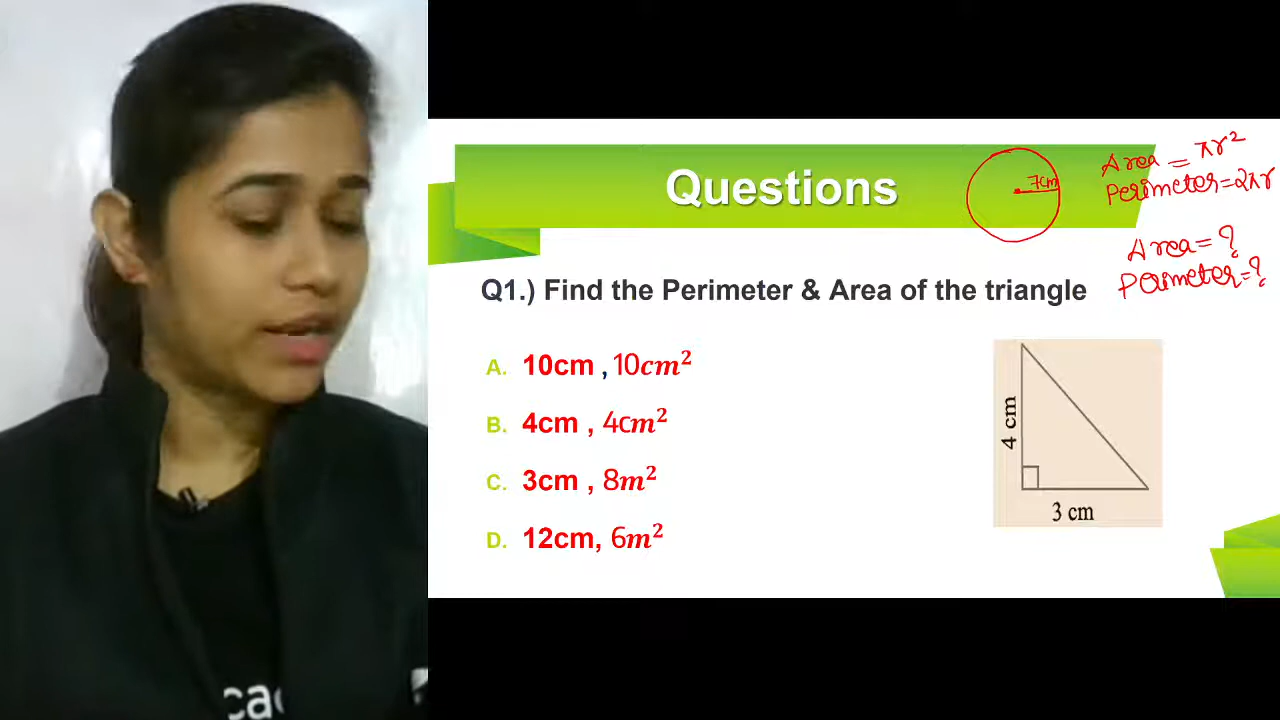 Questions
7cm
Area = πr²
Perimeter=2πr
Area=?
Perimeter=?
Q1.) Find the Perimeter & Area of the triangle
A. 10cm , 10cm²
B. 4cm , 4cm²
C. 3cm , 8m²
D. 12cm, 6m²
4 cm
3 cm